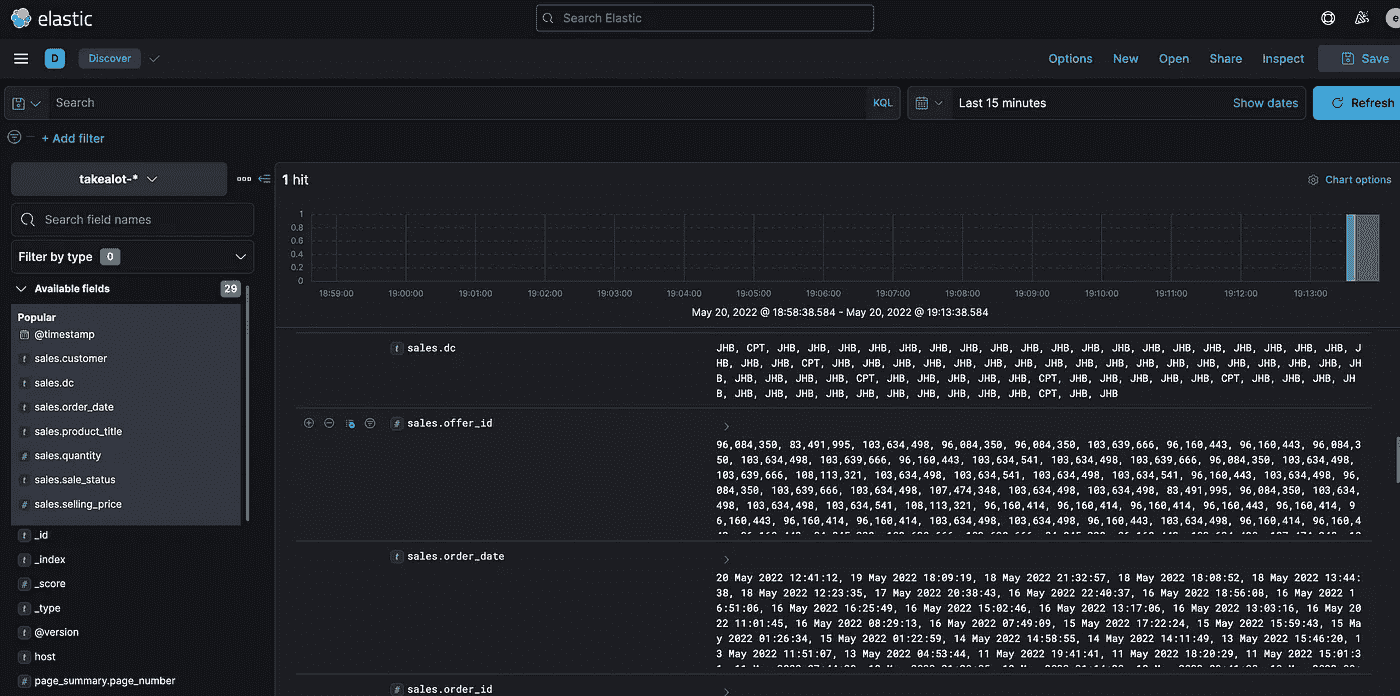 elastic
Search Elastic
e
D
Discover
Options
New
Open
Share
Inspect
Save
Search
KQL
Last 15 minutes
Show dates
Refresh
+ Add filter
takealot-*
1 hit
Chart options
Search field names
Filter by type 0
Available fields
29
Popular
@timestamp
t sales.customer
t sales.dc
t sales.order_date
t sales.product_title
# sales.quantity
t sales.sale_status
# sales.selling_price
t _id
t _index
# _score
t _type
t @version
t host
# page_summary.page_number
1
0.8
0.6
0.4
0.2
0
18:59:00
19:00:00
19:01:00
19:02:00
19:03:00
19:04:00
19:05:00
19:06:00
19:07:00
19:08:00
19:09:00
19:10:00
19:11:00
19:12:00
19:13:00
May 20, 2022 @ 18:58:38.584 - May 20, 2022 @ 19:13:38.584
t sales.dc
JHB, CPT, JHB, JHB, JHB, JHB, JHB, JHB, JHB, JHB, JHB, JHB, JHB, JHB, JHB, JHB, JHB, JHB, JHB, JHB, JHB, J
HB, JHB, JHB, CPT, JHB, JHB, JHB, JHB, JHB, JHB, JHB, JHB, JHB, JHB, JHB, JHB, JHB, JHB, JHB, JHB, JHB, JH
B, JHB, JHB, JHB, JHB, CPT, JHB, JHB, JHB, JHB, JHB, CPT, JHB, JHB, JHB, JHB, JHB, CPT, JHB, JHB, JHB, JH
B, JHB, JHB, JHB, JHB, JHB, JHB, JHB, JHB, JHB, JHB, CPT, JHB, JHB
# sales.offer_id
96,084,350, 83,491,995, 103,634,498, 96,084,350, 96,084,350, 103,639,666, 96,160,443, 96,160,443, 96,084,3
50, 103,634,498, 103,639,666, 96,160,443, 103,634,541, 103,634,498, 103,639,666, 96,084,350, 103,634,498,
103,639,666, 108,113,321, 103,634,498, 103,634,541, 103,634,498, 103,634,541, 96,160,443, 103,634,498, 96,
084,350, 103,639,666, 103,634,498, 107,474,348, 103,634,498, 103,634,498, 83,491,995, 96,084,350, 103,634,
498, 103,634,498, 103,634,541, 108,113,321, 96,160,414, 96,160,414, 96,160,414, 96,160,443, 96,160,414, 9
6,160,443, 96,160,414, 96,160,414, 103,634,498, 103,634,498, 96,160,443, 103,634,498, 96,160,414, 96,160,4
t sales.order_date
20 May 2022 12:41:12, 19 May 2022 18:09:19, 18 May 2022 21:32:57, 18 May 2022 18:08:52, 18 May 2022 13:44:
38, 18 May 2022 12:23:35, 17 May 2022 20:38:43, 16 May 2022 22:40:37, 16 May 2022 18:56:08, 16 May 2022 1
6:51:06, 16 May 2022 16:25:49, 16 May 2022 15:02:46, 16 May 2022 13:17:06, 16 May 2022 13:03:16, 16 May 20
22 11:01:45, 16 May 2022 08:29:13, 16 May 2022 07:49:09, 15 May 2022 17:22:24, 15 May 2022 15:59:43, 15 Ma
y 2022 01:26:34, 15 May 2022 01:22:59, 14 May 2022 14:58:55, 14 May 2022 14:11:49, 13 May 2022 15:46:20, 1
3 May 2022 11:51:07, 13 May 2022 04:53:44, 11 May 2022 19:41:41, 11 May 2022 18:20:29, 11 May 2022 15:01:3
# sales.order_id